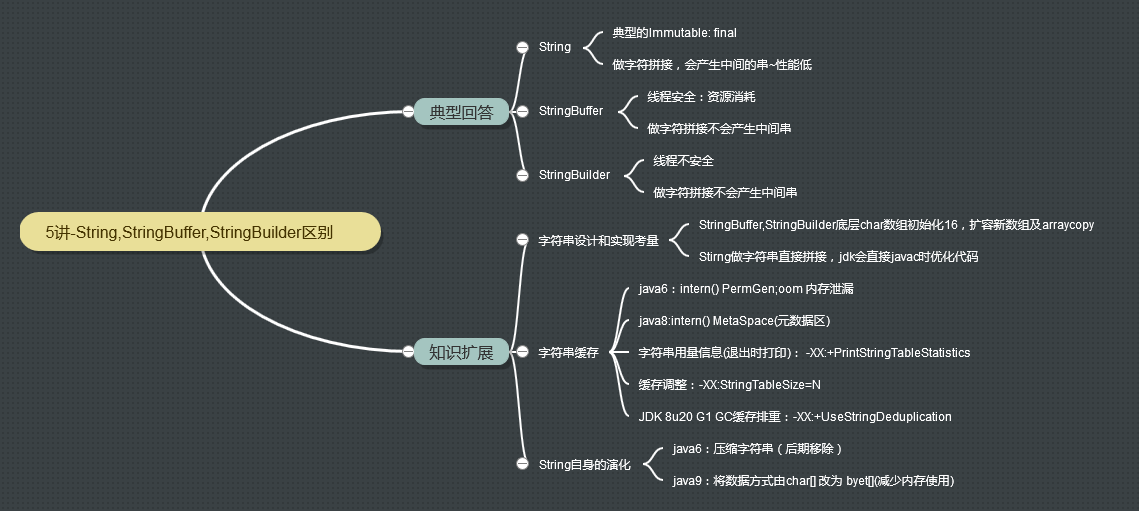 5讲-String,StringBuffer,StringBuilder区别
典型回答
String
典型的Immutable: final
做字符拼接，会产生中间的串~性能低
StringBuffer
线程安全：资源消耗
做字符拼接不会产生中间串
StringBuilder
线程不安全
做字符拼接不会产生中间串
知识扩展
字符串设计和实现考量
StringBuffer,StringBuilder底层char数组初始化16，扩容新数组及arraycopy
Stirng做字符串直接拼接，jdk会直接javac时优化代码
字符串缓存
java6：intern() PermGen;oom 内存泄漏
java8:intern() MetaSpace(元数据区)
字符串用量信息(退出时打印)： -XX:+PrintStringTableStatistics
缓存调整：-XX:StringTableSize=N
JDK 8u20 G1 GC缓存排重：-XX:+UseStringDeduplication
String自身的演化
java6：压缩字符串（后期移除）
java9：将数据方式由char[] 改为 byet[](减少内存使用)